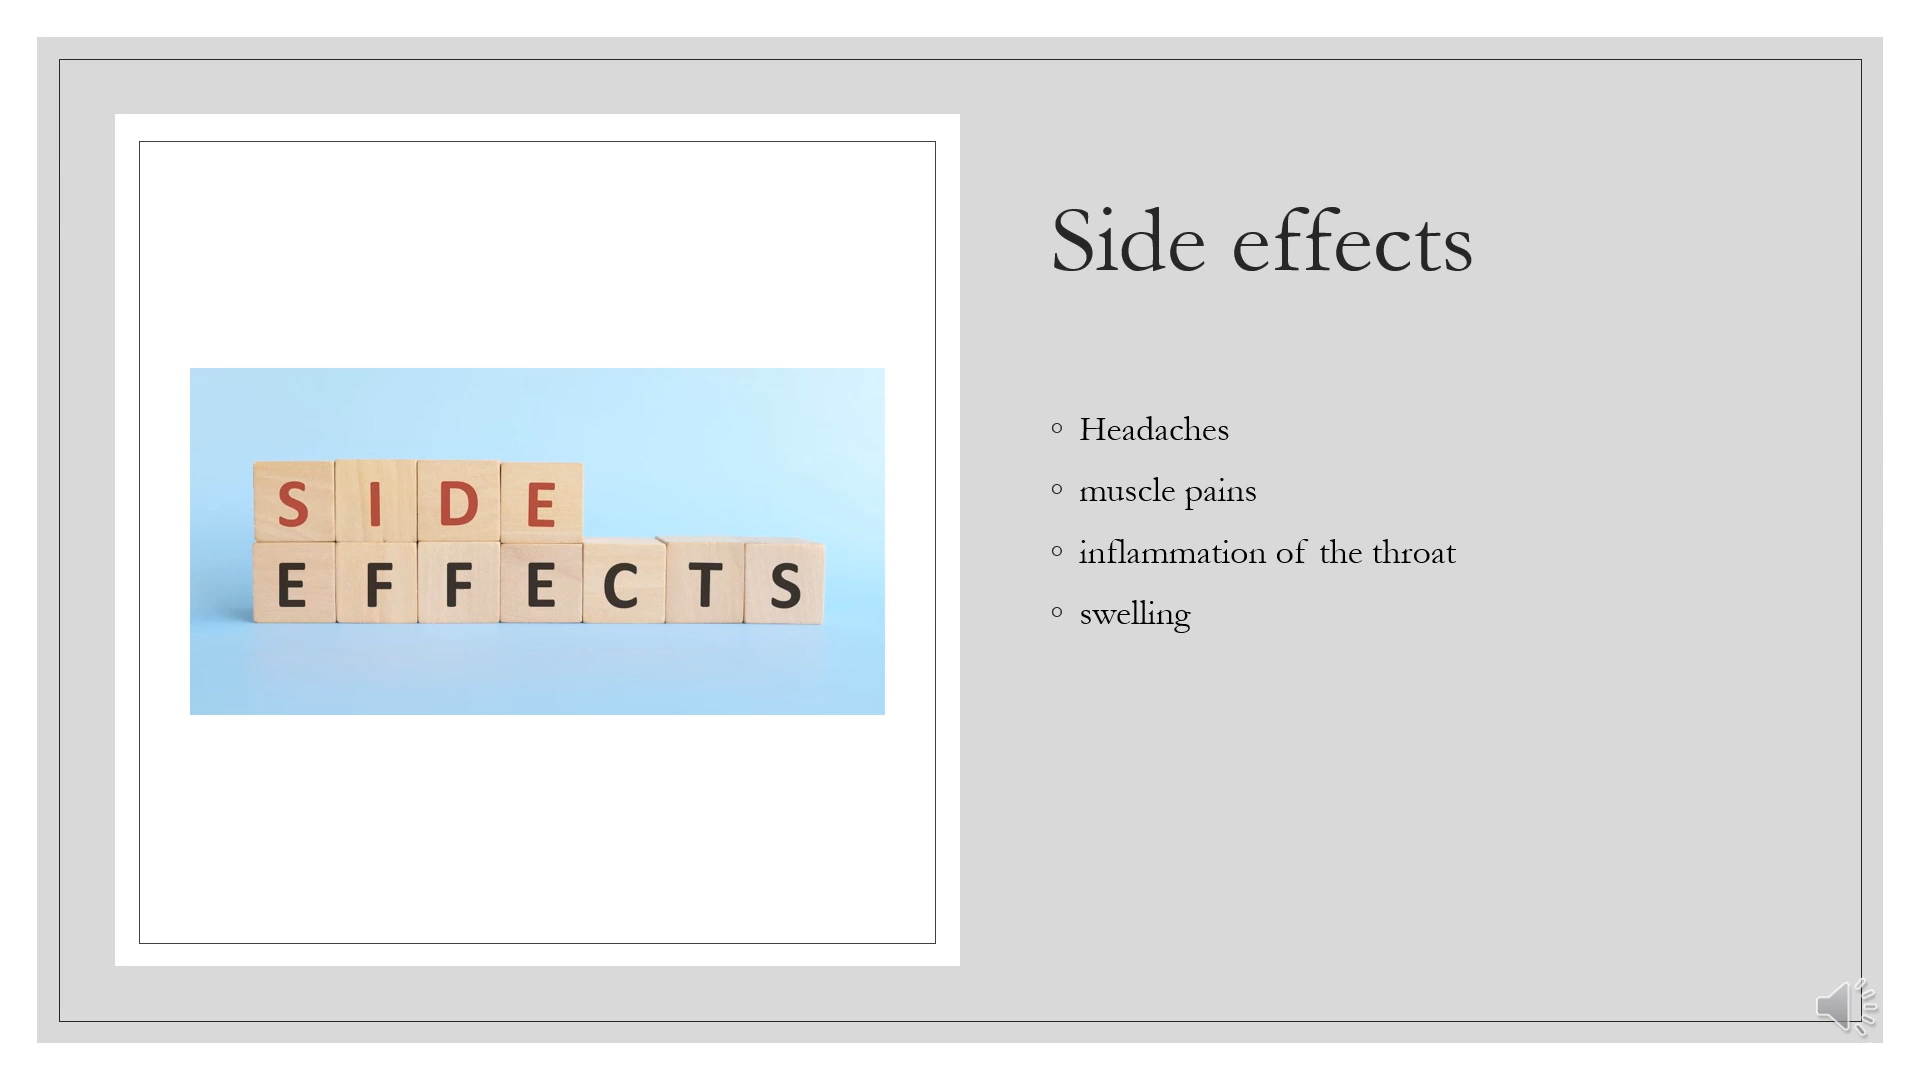 SIDE
EFFECTS
Side effects
Headaches
muscle pains
inflammation of the throat
swelling